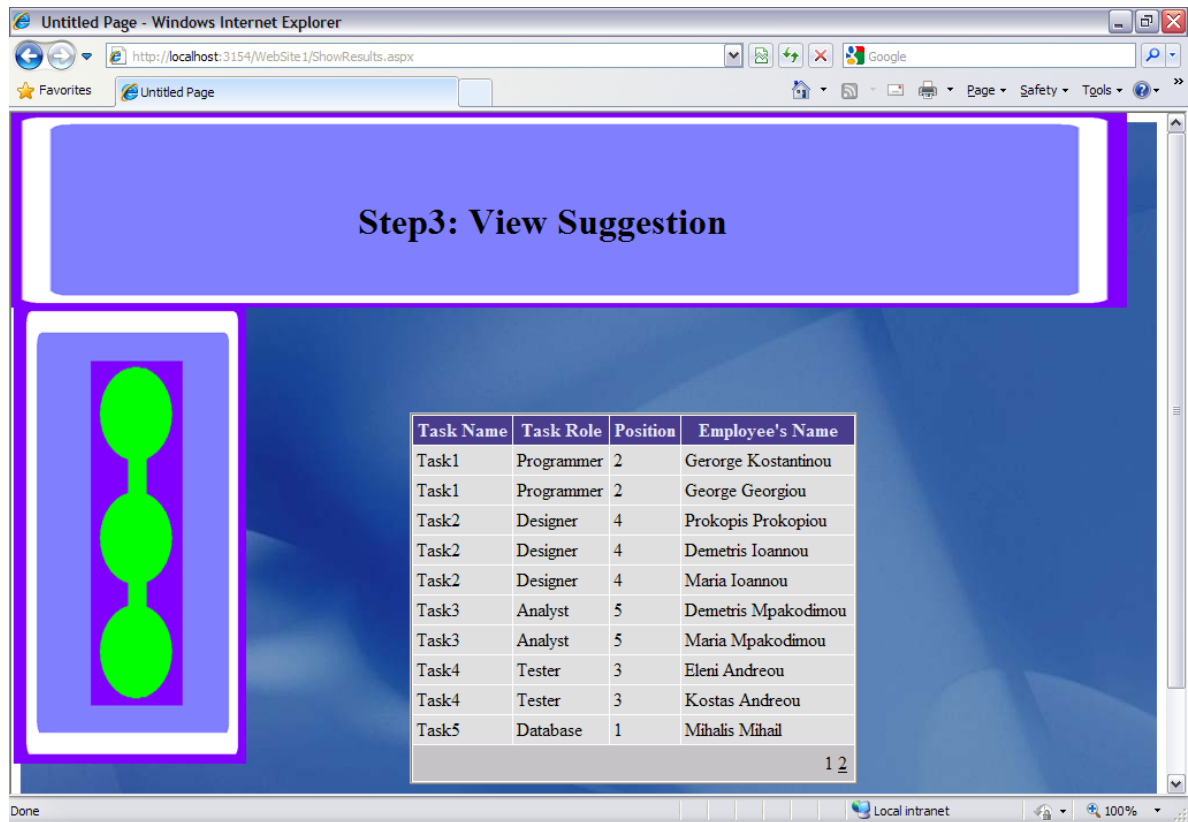 Untitled Page - Windows Internet Explorer
http://localhost:3154/WebSite1/ShowResults.aspx
Google
Favorites
Untitled Page
Page
Safety
Tools
»
Step3: View Suggestion
Task Name Task Role Position Employee's Name
Task1 Programmer 2 Gerorge Kostantinou
Task1 Programmer 2 George Georgiou
Task2 Designer 4 Prokopis Prokopiou
Task2 Designer 4 Demetris Ioannou
Task2 Designer 4 Maria Ioannou
Task3 Analyst 5 Demetris Mpakodimou
Task3 Analyst 5 Maria Mpakodimou
Task4 Tester 3 Eleni Andreou
Task4 Tester 3 Kostas Andreou
Task5 Database 1 Mihalis Mihail
1 2
Done
Local intranet
100%